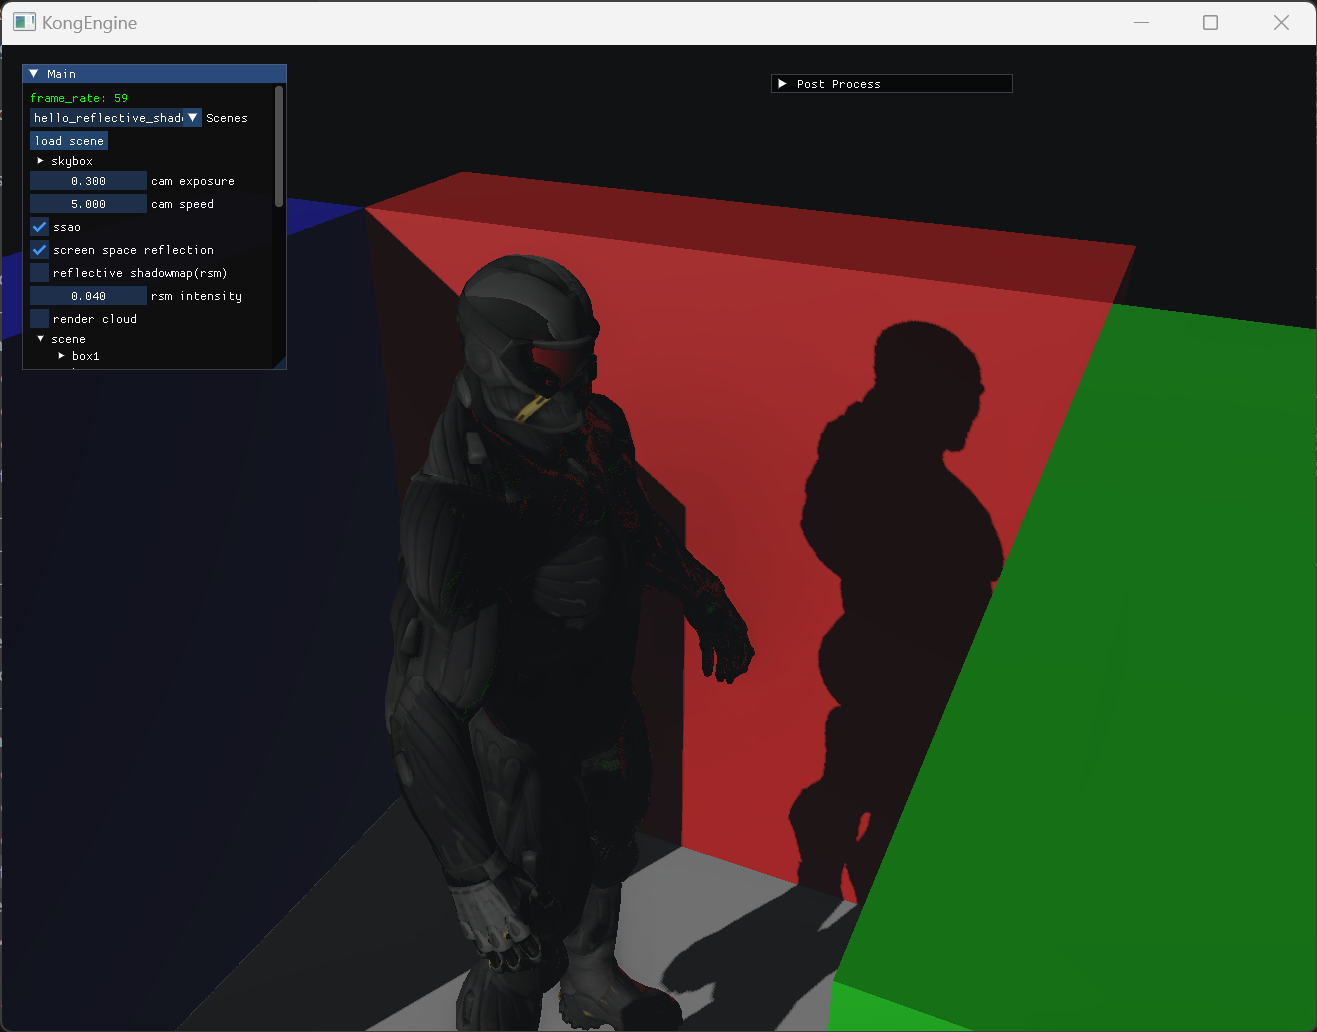 KongEngine
Main
Post Process
frame_rate: 59
hello_reflective_shad Scenes
load scene
skybox
0.300 cam exposure
5.000 cam speed
ssao
screen space reflection
reflective shadowmap(rsm)
0.040 rsm intensity
render cloud
scene
box1